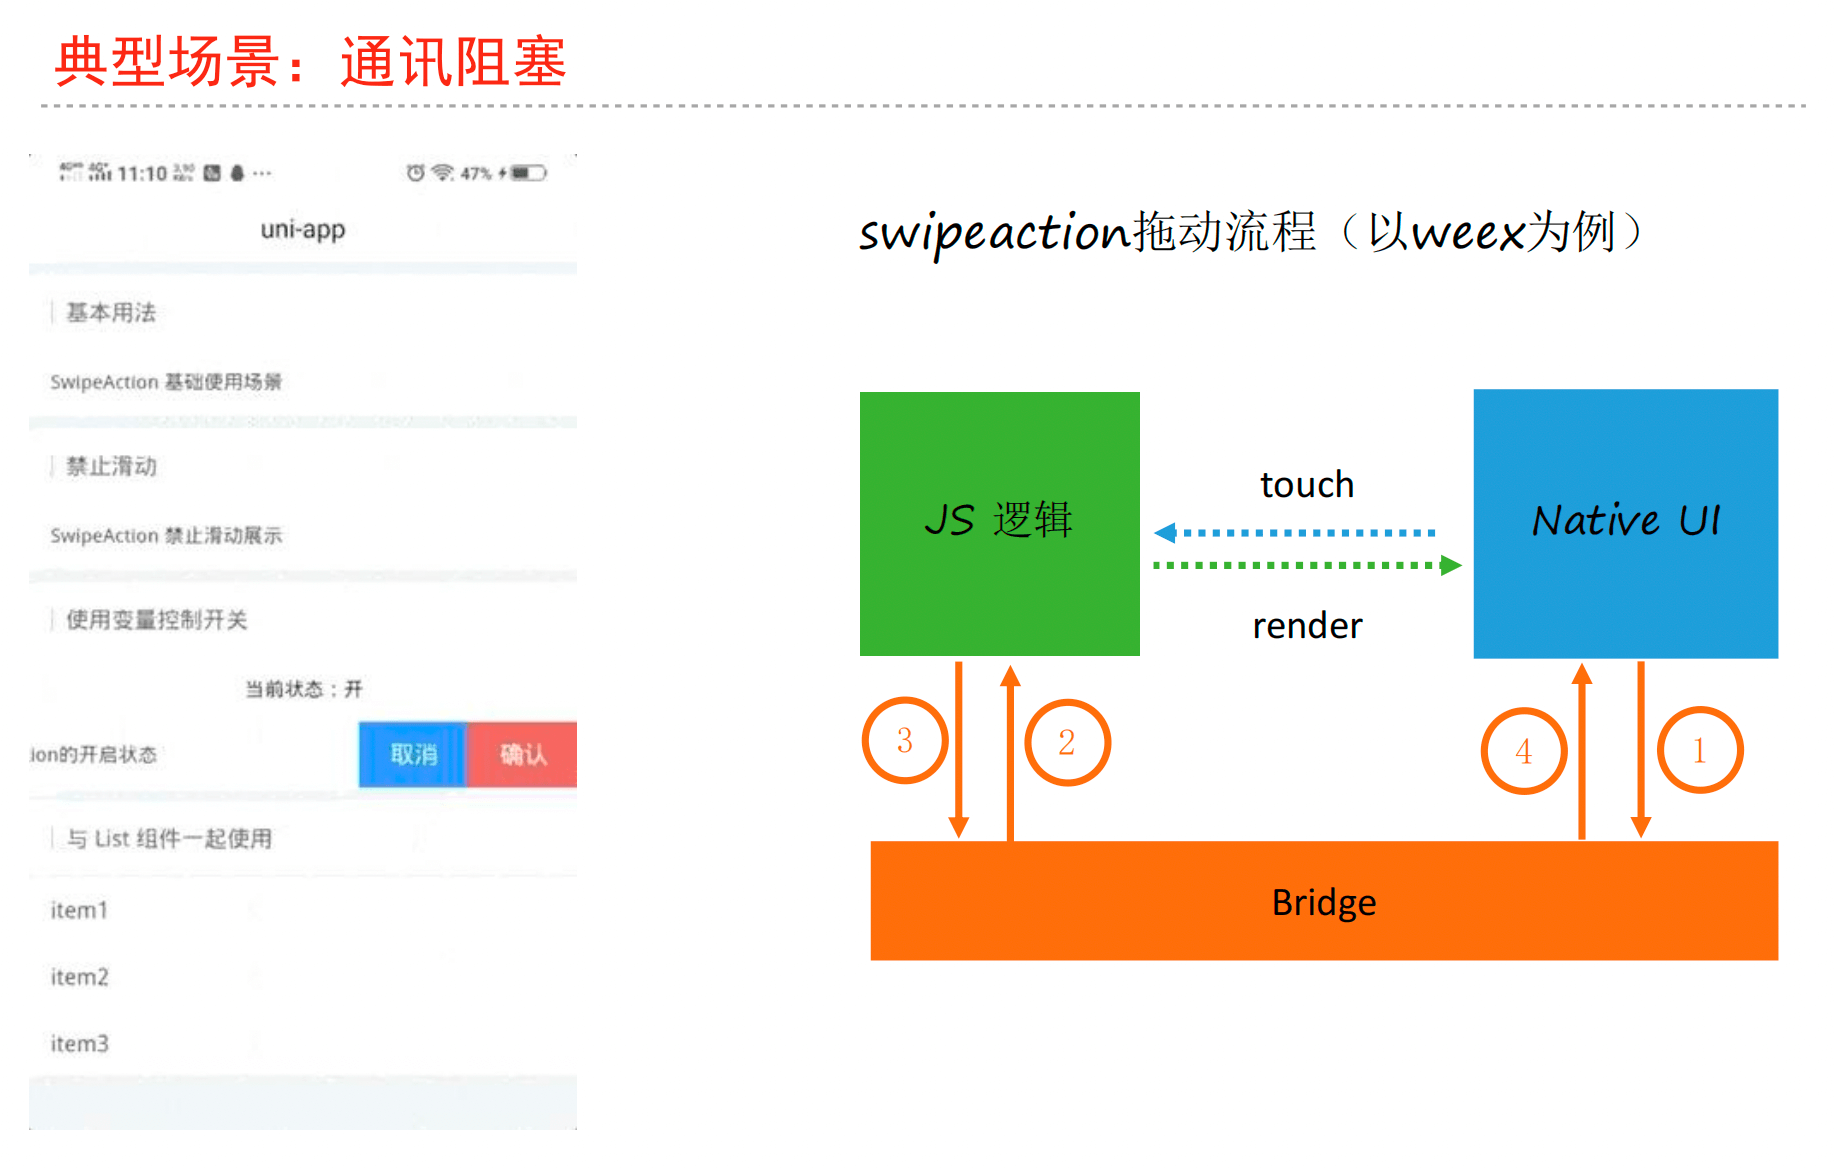 典型场景：通讯阻塞
11:10
47%
uni-app
基本用法
SwipeAction 基础使用场景
禁止滑动
SwipeAction 禁止滑动展示
使用变量控制开关
当前状态：开
ion的开启状态
取消
确认
与 List 组件一起使用
item1
item2
item3
swipeaction拖动流程（以weex为例）
JS 逻辑
touch
render
Native UI
3
2
4
1
Bridge